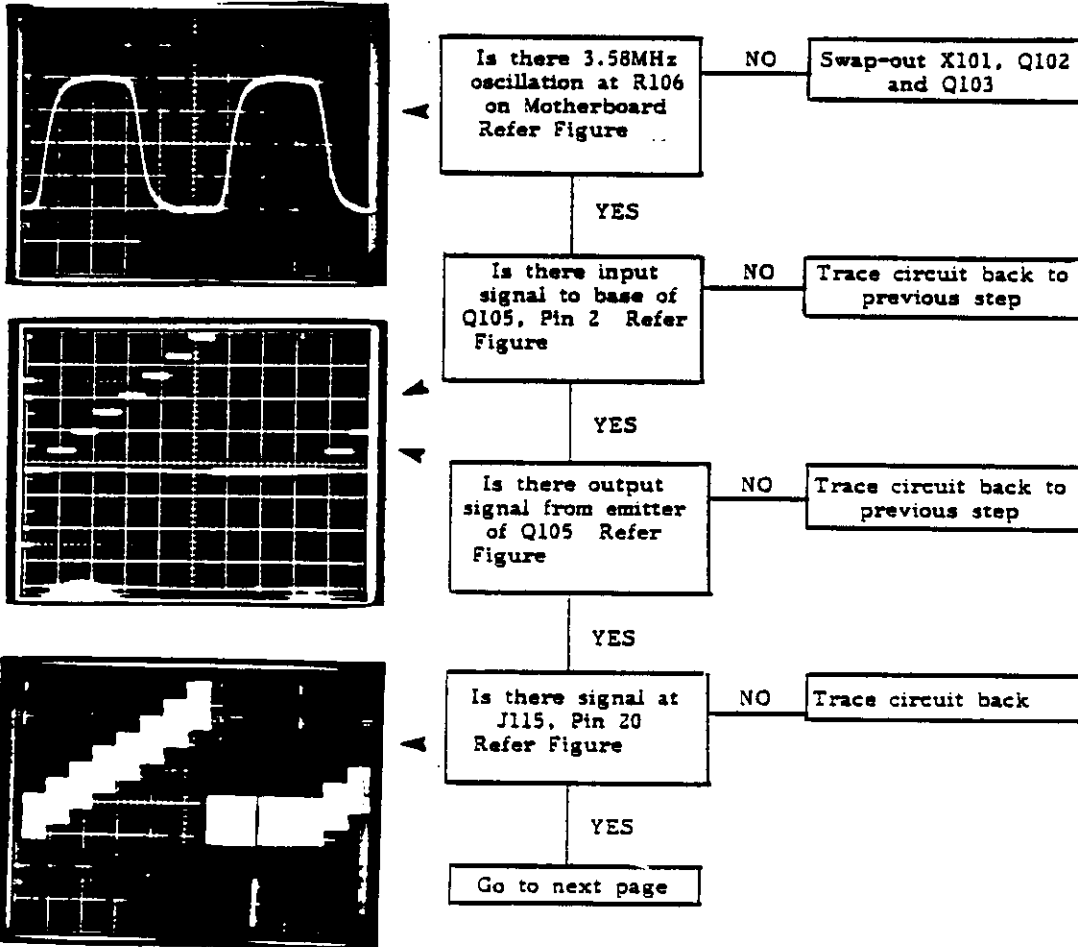 Is there 3.58MHz
oscillation at R106
on Motherboard
Refer Figure
NO
Swap-out X101, Q102
and Q103
YES
Is there input
signal to base of
Q105, Pin 2 Refer
Figure
NO
Trace circuit back to
previous step
YES
Is there output
signal from emitter
of Q105 Refer
Figure
NO
Trace circuit back to
previous step
YES
Is there signal at
J115, Pin 20
Refer Figure
NO
Trace circuit back
YES
Go to next page